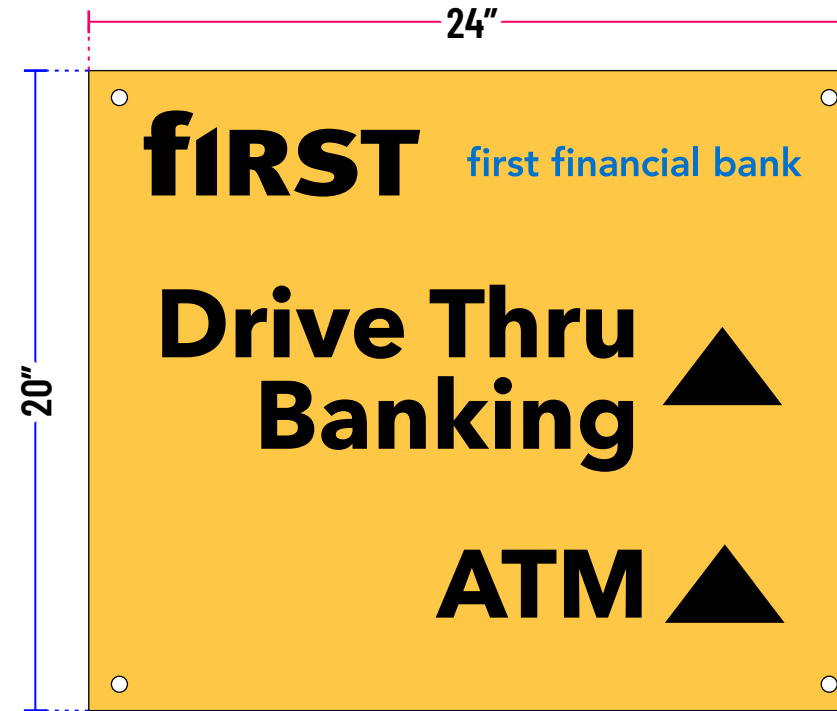 24”
fiRST first financial bank
20”
Drive Thru
Banking
ATM